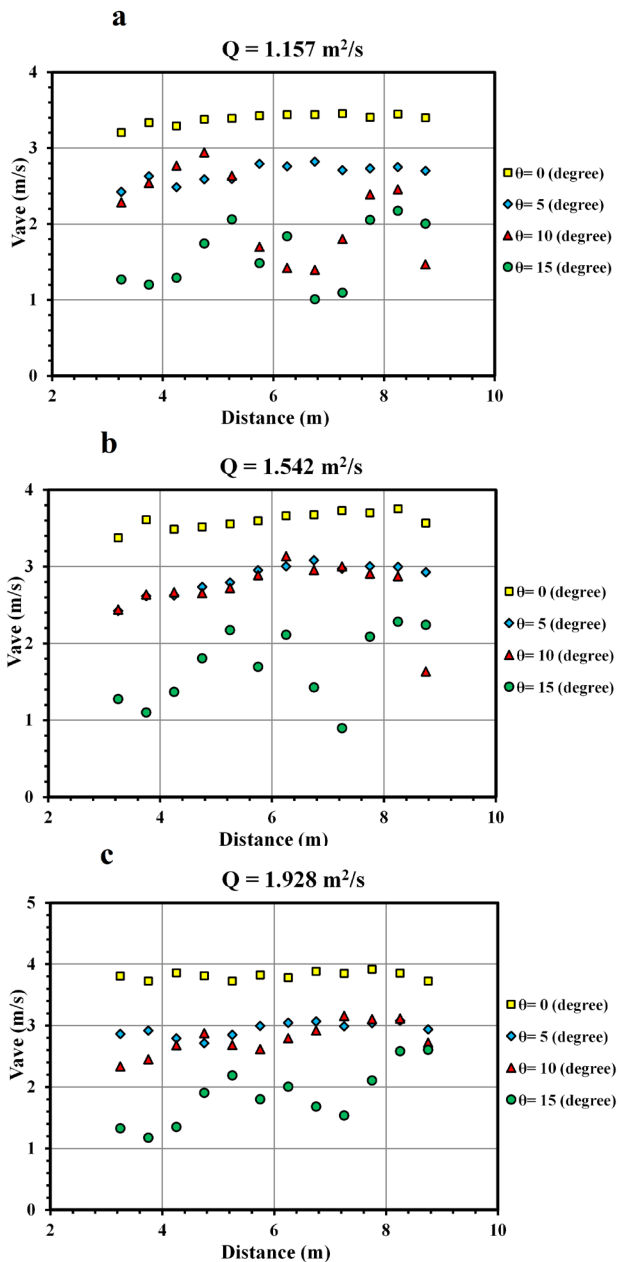 a
Q = 1.157 m²/s
4
3
2
1
0
2
4
6
8
10
Vave (m/s)
Distance (m)
θ= 0 (degree)
θ= 5 (degree)
θ= 10 (degree)
θ= 15 (degree)
b
Q = 1.542 m²/s
4
3
2
1
0
2
4
6
8
10
Vave (m/s)
Distance (m)
θ= 0 (degree)
θ= 5 (degree)
θ= 10 (degree)
θ= 15 (degree)
c
Q = 1.928 m²/s
5
4
3
2
1
0
2
4
6
8
10
Vave (m/s)
Distance (m)
θ= 0 (degree)
θ= 5 (degree)
θ= 10 (degree)
θ= 15 (degree)